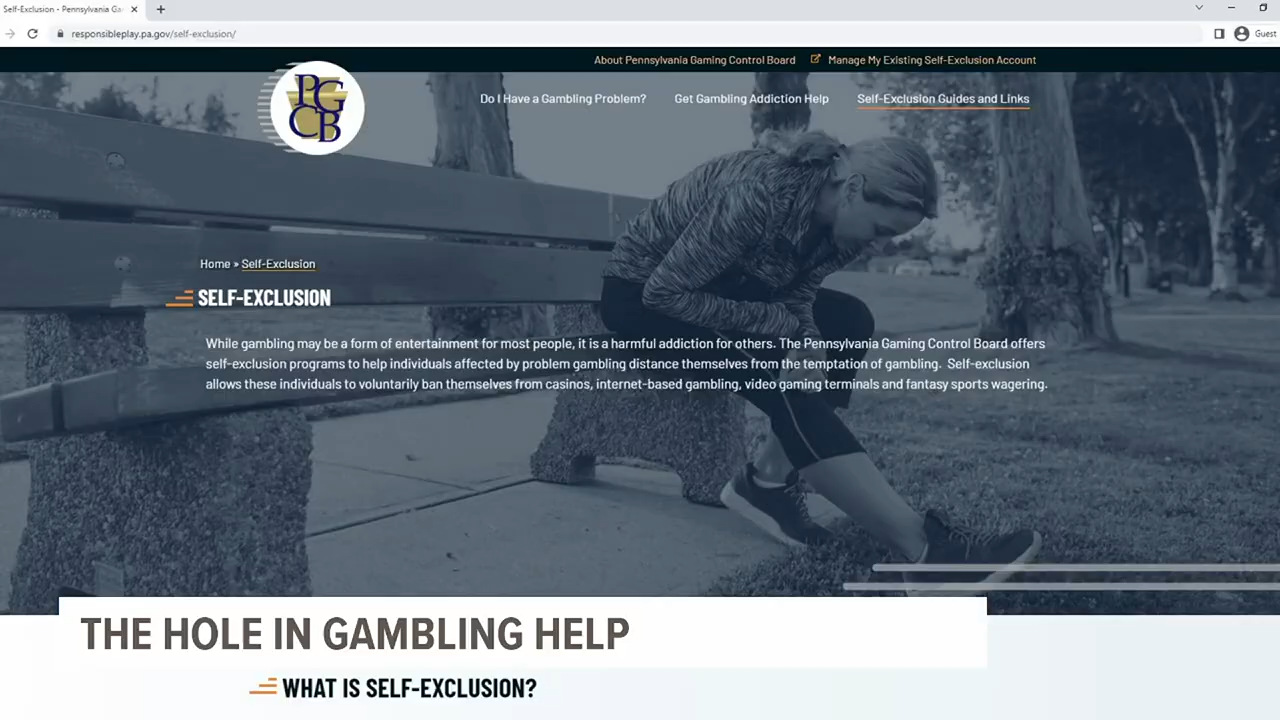 Self-Exclusion - Pennsylvania Ga
responsibleplay.pa.gov/self-exclusion/
Guest
About Pennsylvania Gaming Control Board
Manage My Existing Self-Exclusion Account
PGCB
Do I Have a Gambling Problem?
Get Gambling Addiction Help
Self-Exclusion Guides and Links
Home » Self-Exclusion
SELF-EXCLUSION
While gambling may be a form of entertainment for most people, it is a harmful addiction for others. The Pennsylvania Gaming Control Board offers
self-exclusion programs to help individuals affected by problem gambling distance themselves from the temptation of gambling. Self-exclusion
allows these individuals to voluntarily ban themselves from casinos, internet-based gambling, video gaming terminals and fantasy sports wagering.
THE HOLE IN GAMBLING HELP
WHAT IS SELF-EXCLUSION?